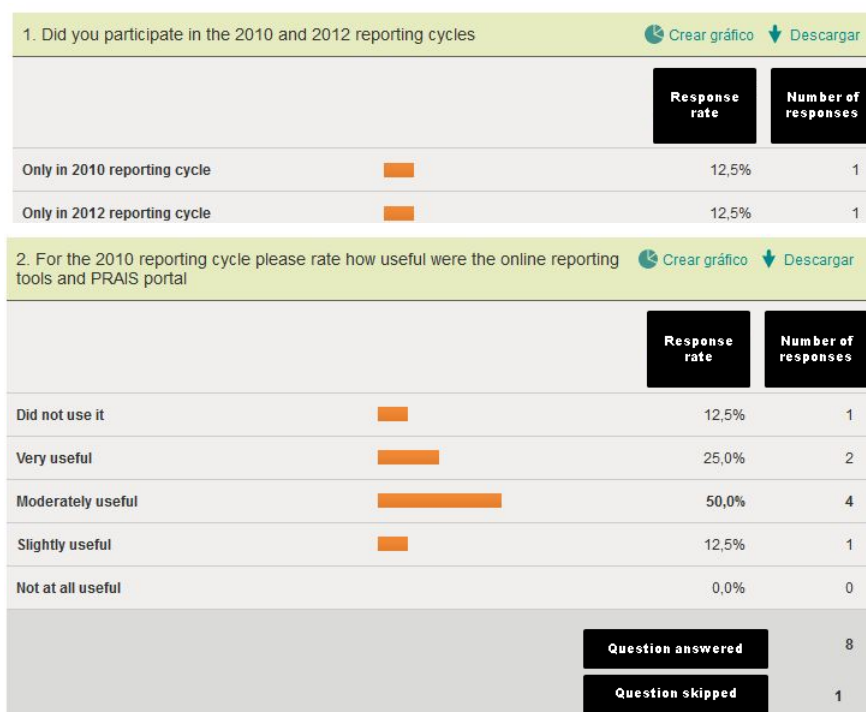 1. Did you participate in the 2010 and 2012 reporting cycles Crear gráfico Descargar
Response rate Number of responses
Only in 2010 reporting cycle 12,5% 1
Only in 2012 reporting cycle 12,5% 1
2. For the 2010 reporting cycle please rate how useful were the online reporting Crear gráfico Descargar
tools and PRAIS portal
Response rate Number of responses
Did not use it 12,5% 1
Very useful 25,0% 2
Moderately useful 50,0% 4
Slightly useful 12,5% 1
Not at all useful 0,0% 0
Question answered 8
Question skipped 1